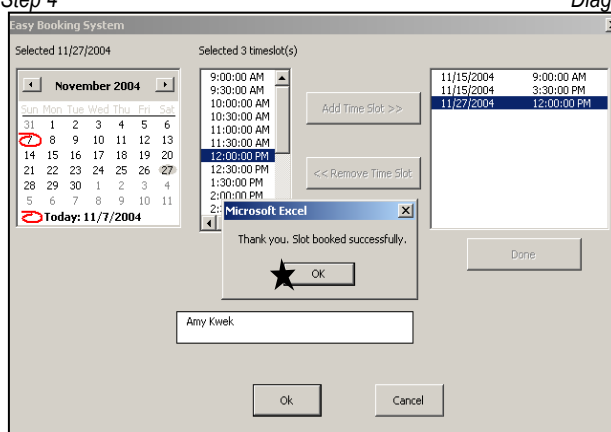 Step 4
Diag
Easy Booking System
Selected 11/27/2004
Selected 3 timeslot(s)
November 2004
Sun Mon Tue Wed Thu Fri Sat
31 1 2 3 4 5 6
7 8 9 10 11 12 13
14 15 16 17 18 19 20
21 22 23 24 25 26 27
28 29 30 1 2 3 4
5 6 7 8 9 10 11
Today: 11/7/2004
9:00:00 AM
9:30:00 AM
10:00:00 AM
10:30:00 AM
11:00:00 AM
11:30:00 AM
12:00:00 PM
12:30:00 PM
1:30:00 PM
2:00:00 PM
Add Time Slot >>
<< Remove Time Slot
11/15/2004 9:00:00 AM
11/15/2004 3:30:00 PM
11/27/2004 12:00:00 PM
Done
Microsoft Excel
Thank you. Slot booked successfully.
OK
Amy Kwek
Ok
Cancel